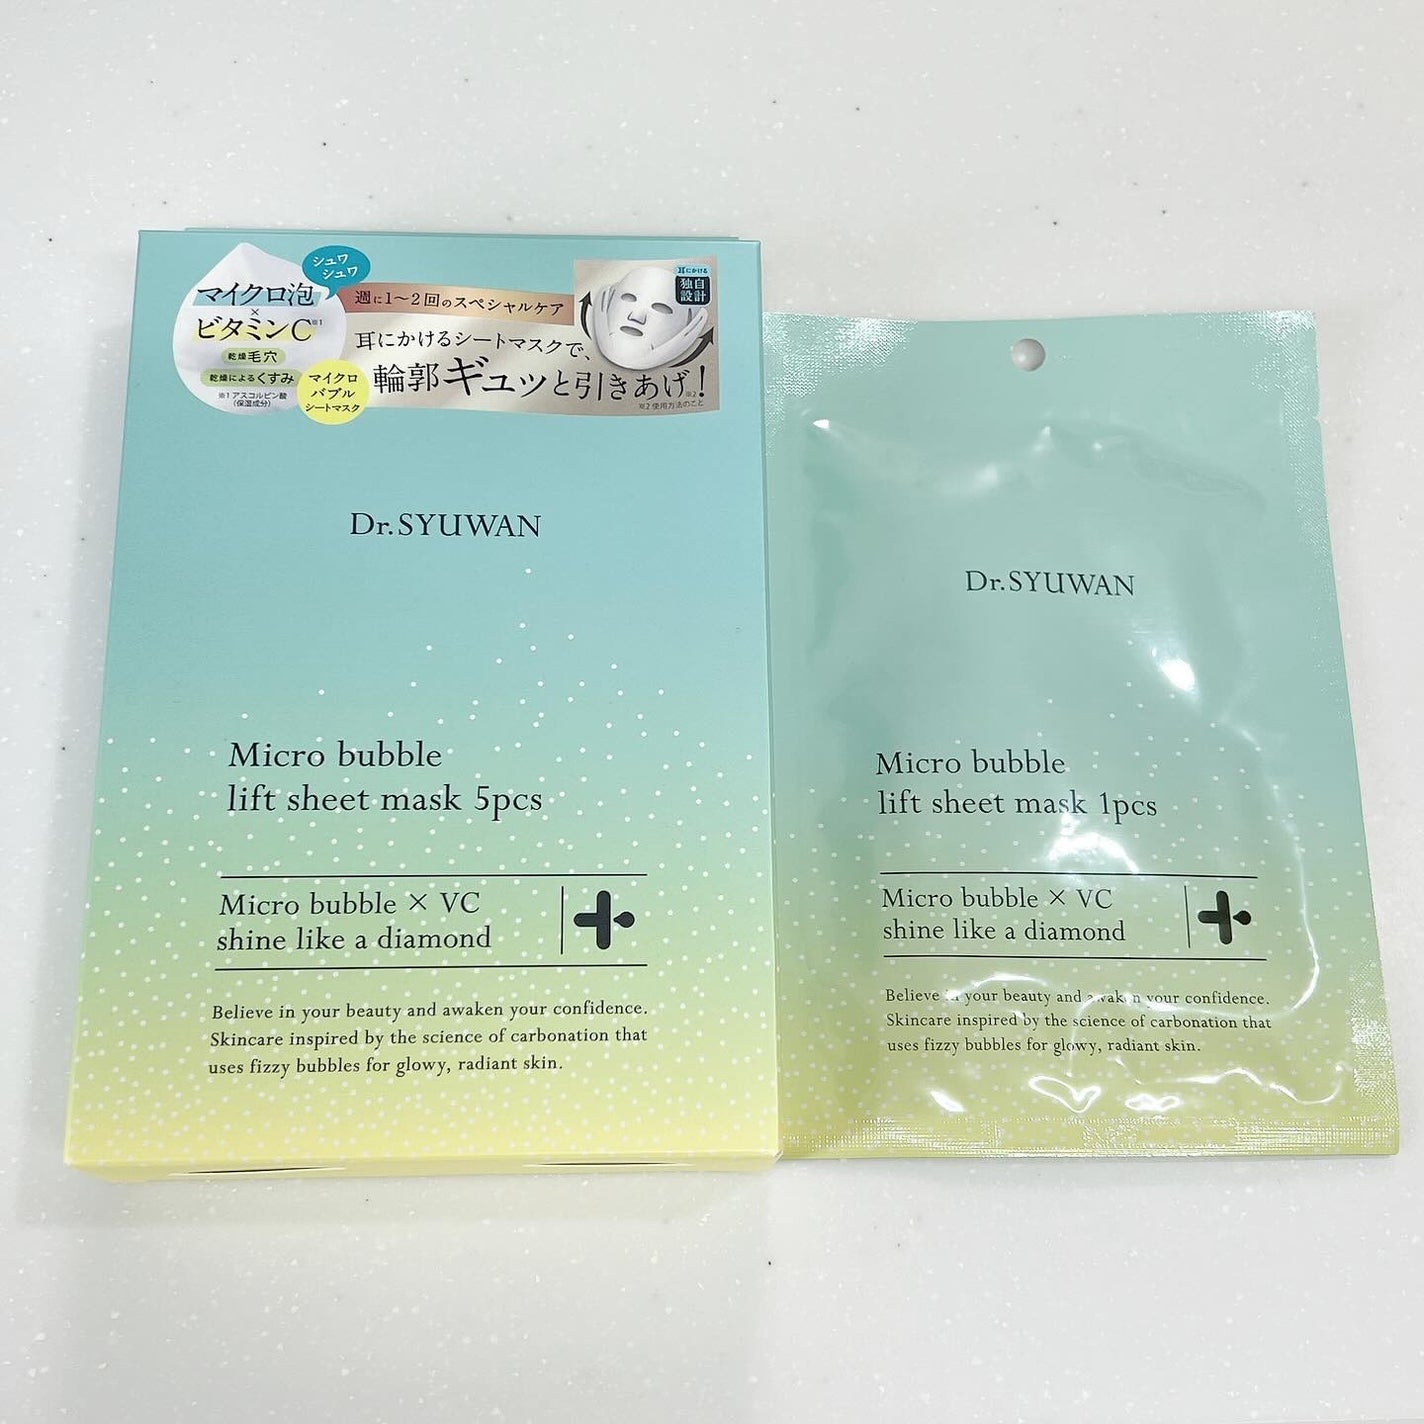 シュワ
シュワ
マイクロ泡
×
ビタミンC※1
乾燥毛穴
乾燥によるくすみ
※1 アスコルビン酸
(保湿成分)
マイクロ
バブル
シートマスク
週に1〜2回のスペシャルケア
耳にかけるシートマスクで、
輪郭ギュッと引きあげ!※2
※2 使用方法のこと
耳にかける
独自
設計
Dr.SYUWAN
Micro bubble
lift sheet mask 5pcs
Micro bubble × VC
shine like a diamond
Believe in your beauty and awaken your confidence.
Skincare inspired by the science of carbonation that
uses fizzy bubbles for glowy, radiant skin.
Dr.SYUWAN
Micro bubble
lift sheet mask 1pcs
Micro bubble × VC
shine like a diamond
Believe in your beauty and awaken your confidence.
Skincare inspired by the science of carbonation that
uses fizzy bubbles for glowy, radiant skin.